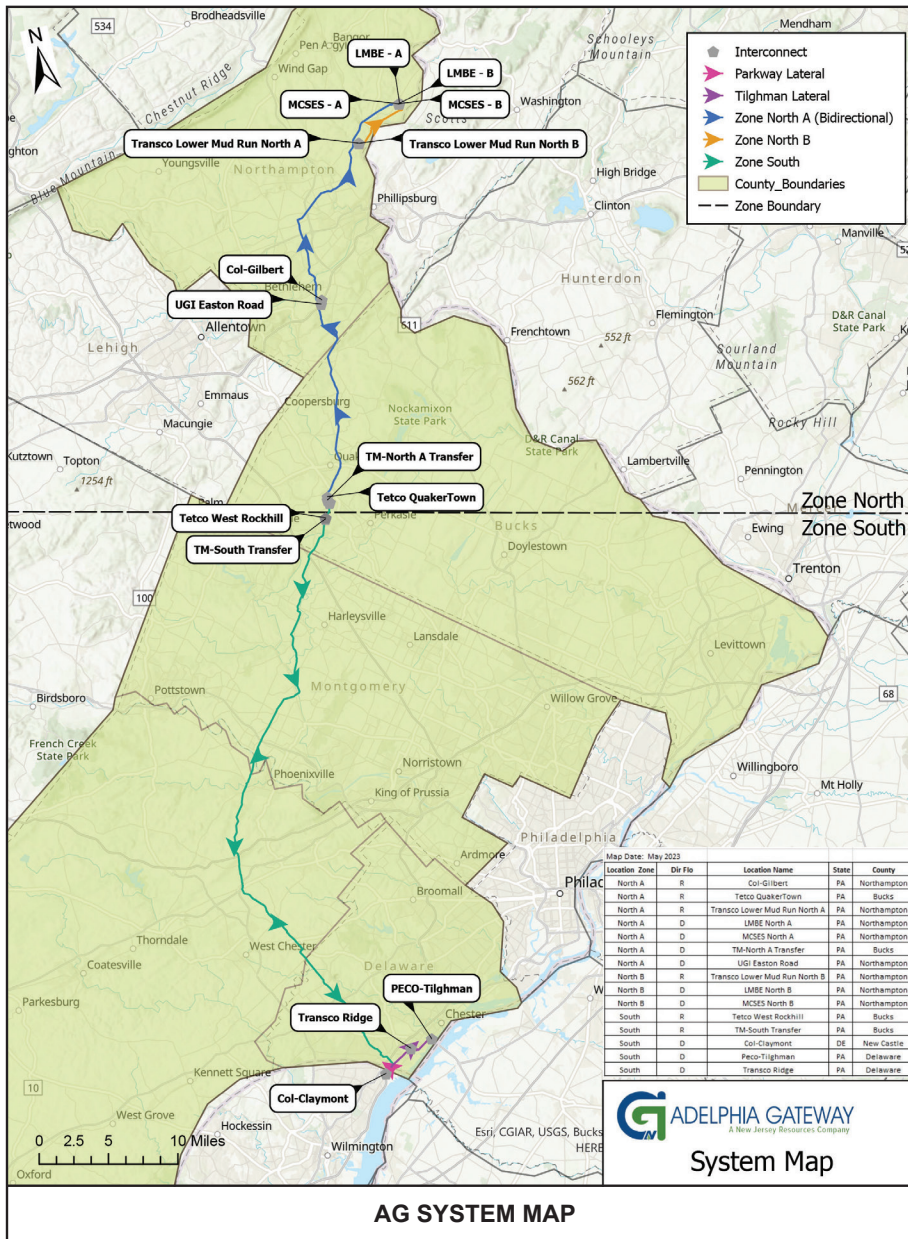 534
Brodheadsville
Mendham
Schooleys
Mountain
Bangor
Pen Argyl
Wind Gap
Chestnut Ridge
Blue Mountain
LMBE - A
LMBE - B
MCSES - A
MCSES - B
Scotts
Washington
Transco Lower Mud Run North A
Transco Lower Mud Run North B
Youngsville
Northampton
Phillipsburg
High Bridge
Clinton
Interconnect
Parkway Lateral
Tilghman Lateral
Zone North A (Bidirectional)
Zone North B
Zone South
County_Boundaries
Zone Boundary
Manville
Col-Gilbert
Bethlehem
UGI Easton Road
Allentown
Lehigh
611
Hunterdon
Flemington
Frenchtown
552 ft
562 ft
D&R Canal
State Park
Sourland
Mountain
Emmaus
Macungie
Coopersburg
Nockamixon
State Park
Rocky Hill
Kutztown
Topton
1254 ft
TM-North A Transfer
D&R Canal
State Park
Lambertville
Pennington
Tetco QuakerTown
Tetco West Rockhill
TM-South Transfer
Perkasie
Bucks
Zone North
Zone South
Doylestown
Ewing
Trenton
100
Harleysville
Lansdale
Levittown
Birdsboro
Pottstown
Montgomery
Willow Grove
68
French Creek
State Park
Phoenixville
Norristown
King of Prussia
Willingboro
Mt Holly
Philadelphia
Ardmore
Broomall
Thorndale
Coatesville
West Chester
Delaware
Parkesburg
PECO-Tilghman
Transco Ridge
Chester
Kennett Square
Col-Claymont
10
West Grove
Hockessin
Wilmington
Oxford
0 2.5 5 10 Miles
Esri, CGIAR, USGS, Bucks
HERE
Map Date: May 2023
Location Zone Dir Flo Location Name State County
North A R Col-Gilbert PA Northampton
North A R Tetco QuakerTown PA Bucks
North A R Transco Lower Mud Run North A PA Northampton
North A D LMBE North A PA Northampton
North A D MCSES North A PA Northampton
North A D TM-North A Transfer PA Bucks
North A D UGI Easton Road PA Northampton
North B R Transco Lower Mud Run North B PA Northampton
North B D LMBE North B PA Northampton
North B D MCSES North B PA Northampton
South R Tetco West Rockhill PA Bucks
South R TM-South Transfer PA Bucks
South D Col-Claymont DE New Castle
South D Peco-Tilghman PA Delaware
South D Transco Ridge PA Delaware
ADELPHIA GATEWAY
A New Jersey Resources Company
System Map
AG SYSTEM MAP